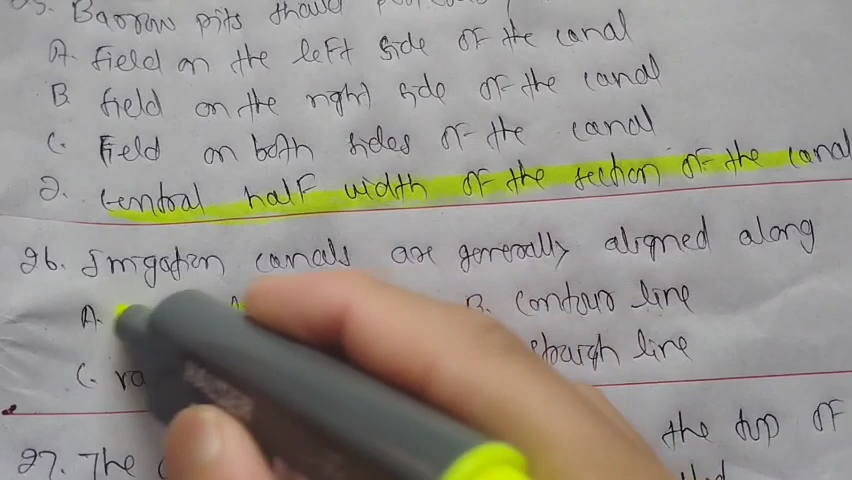 Barrow pits should
A. field on the left side of the canal
B. field on the right side of the canal
C. Field on both sides of the canal
D. Central half width of the section of the canal
26. Irrigation canals are generally aligned along
A. B. contour line
C. straight line
27. The the top of